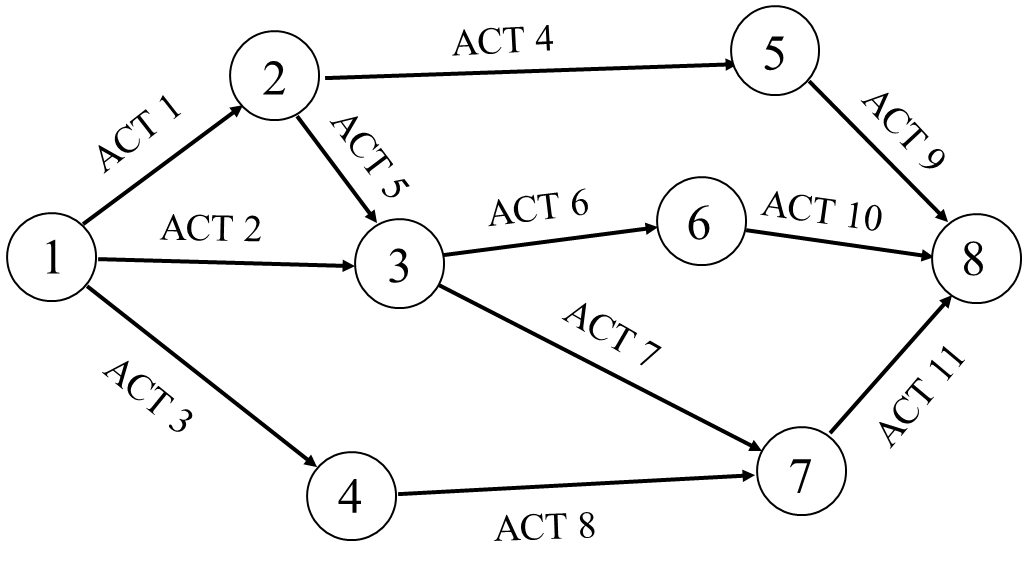 ACT 4
5
2
ACT 1
ACT 5
ACT 9
ACT 2
ACT 6
6
ACT 10
1
3
8
ACT 7
ACT 3
ACT 11
4
7
ACT 8